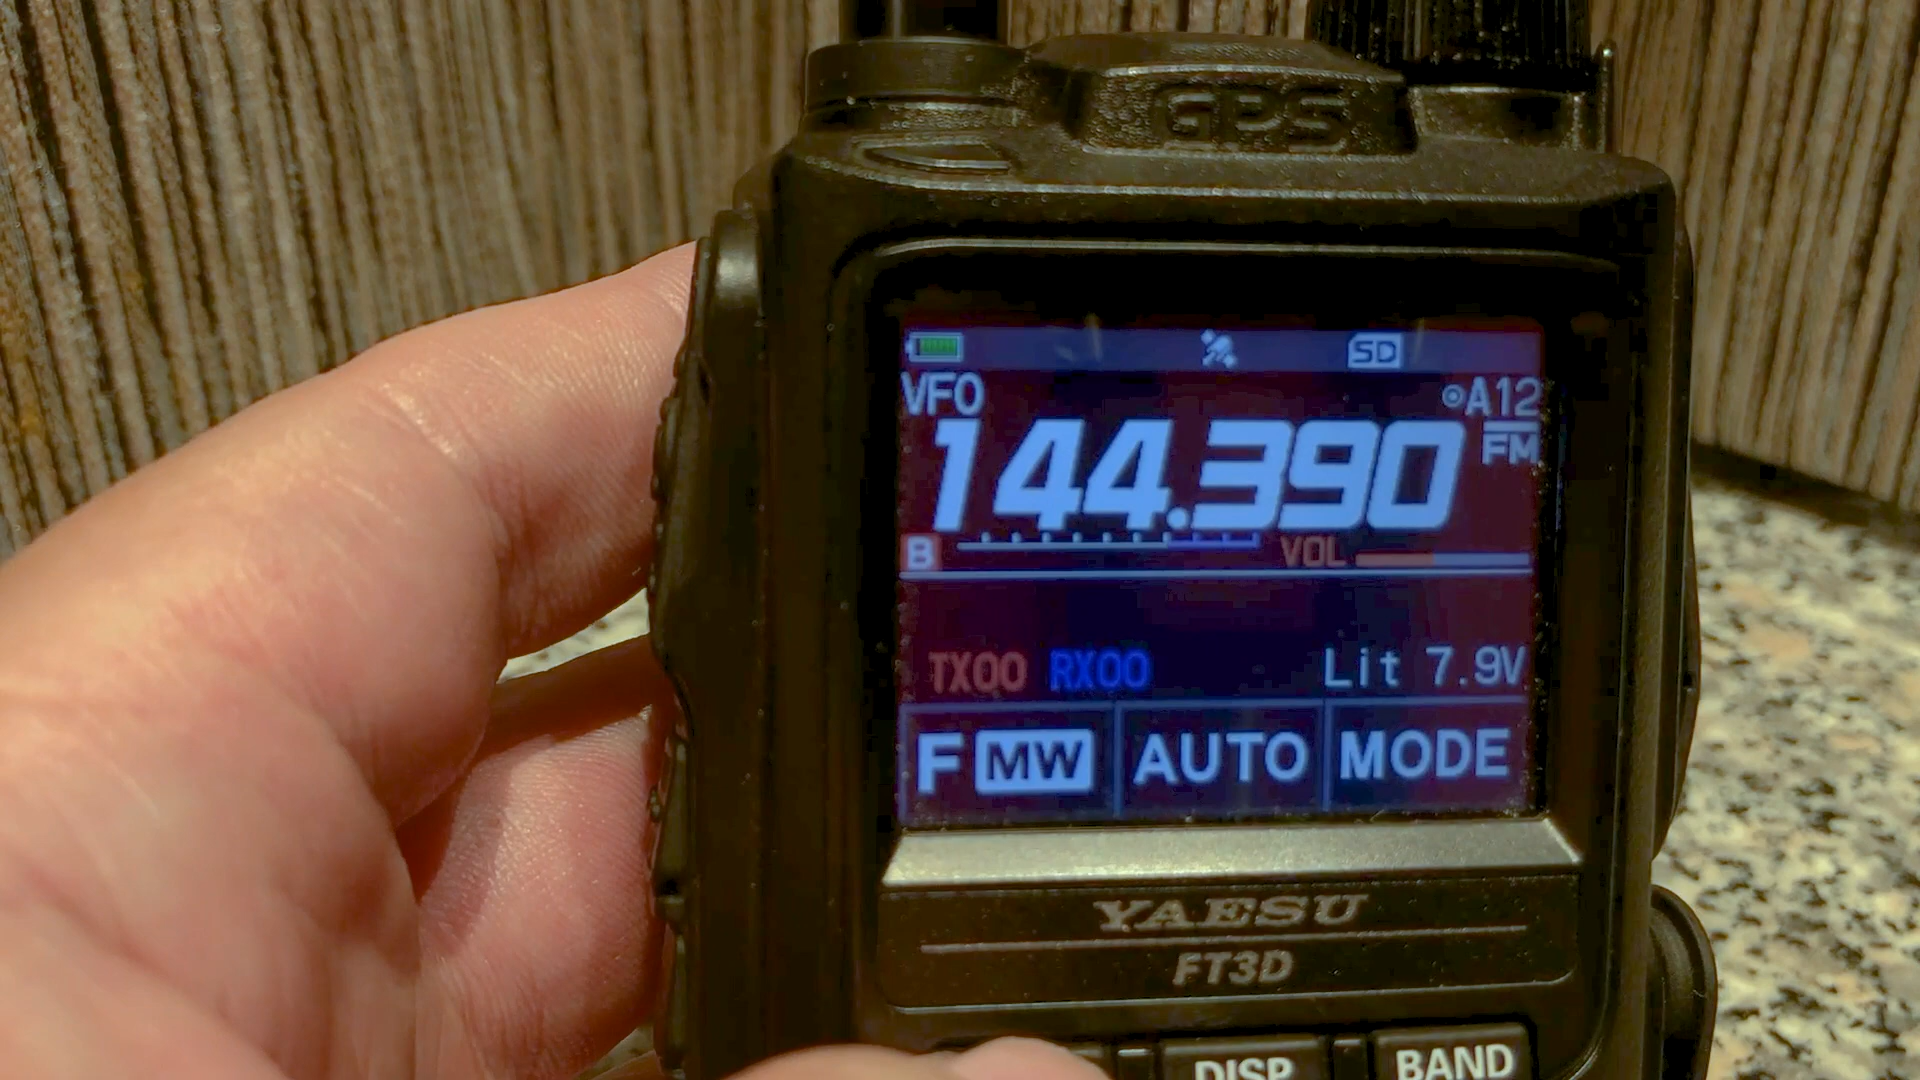 GPS
SD
VFO
A12
144.390
FM
B
VOL
TX00 RX00 Lit 7.9V
F MW AUTO MODE
YAESU
FT3D
DISP BAND